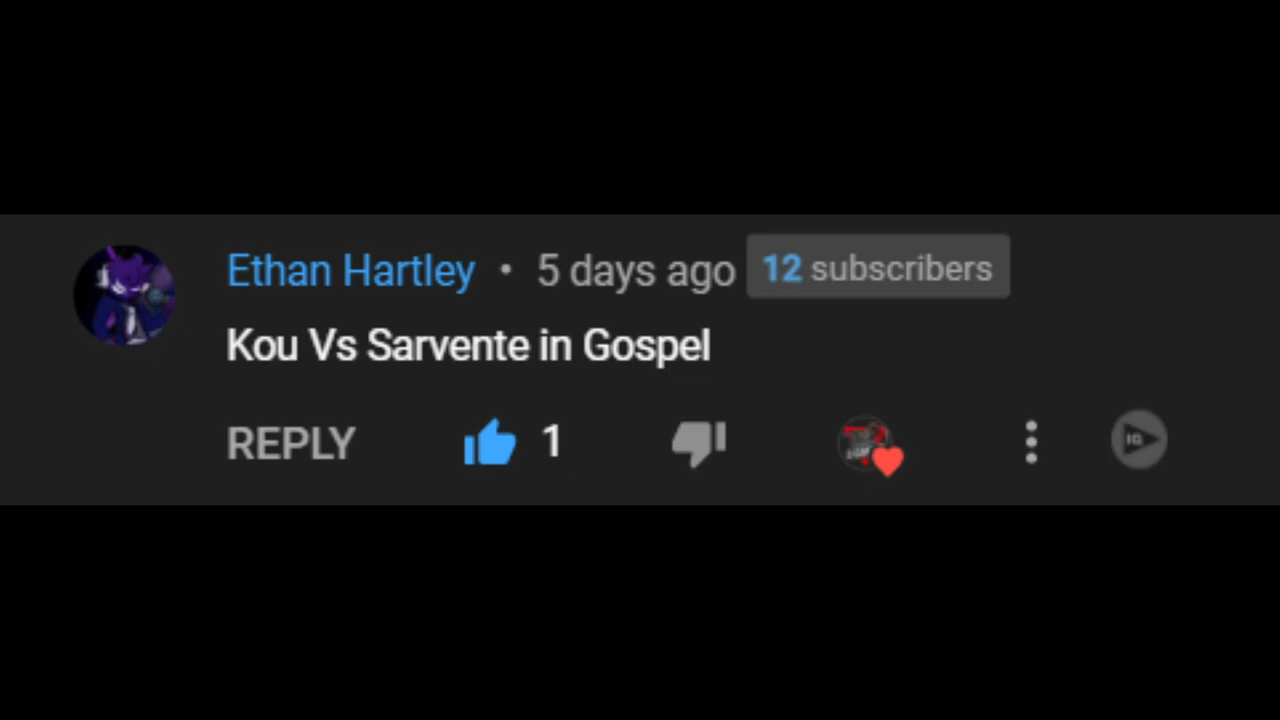 Ethan Hartley • 5 days ago 12 subscribers
Kou Vs Sarvente in Gospel
REPLY 1